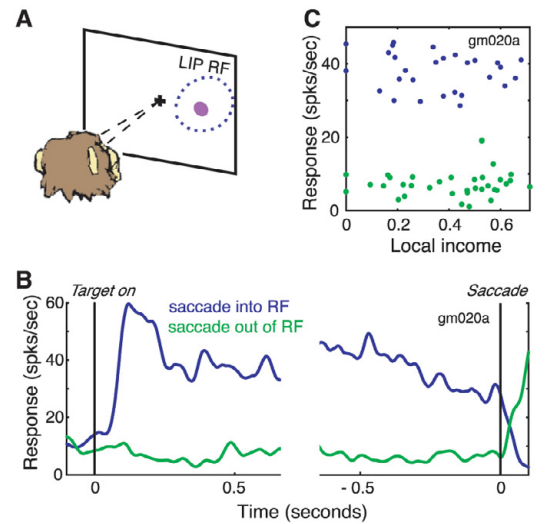 A
LIP RF
C
gm020a
Response (spks/sec)
40
20
0
0 0.2 0.4 0.6
Local income
B
Target on
Saccade
saccade into RF
saccade out of RF
gm020a
Response (spks/sec)
60
40
20
0
0 0.5 - 0.5 0
Time (seconds)